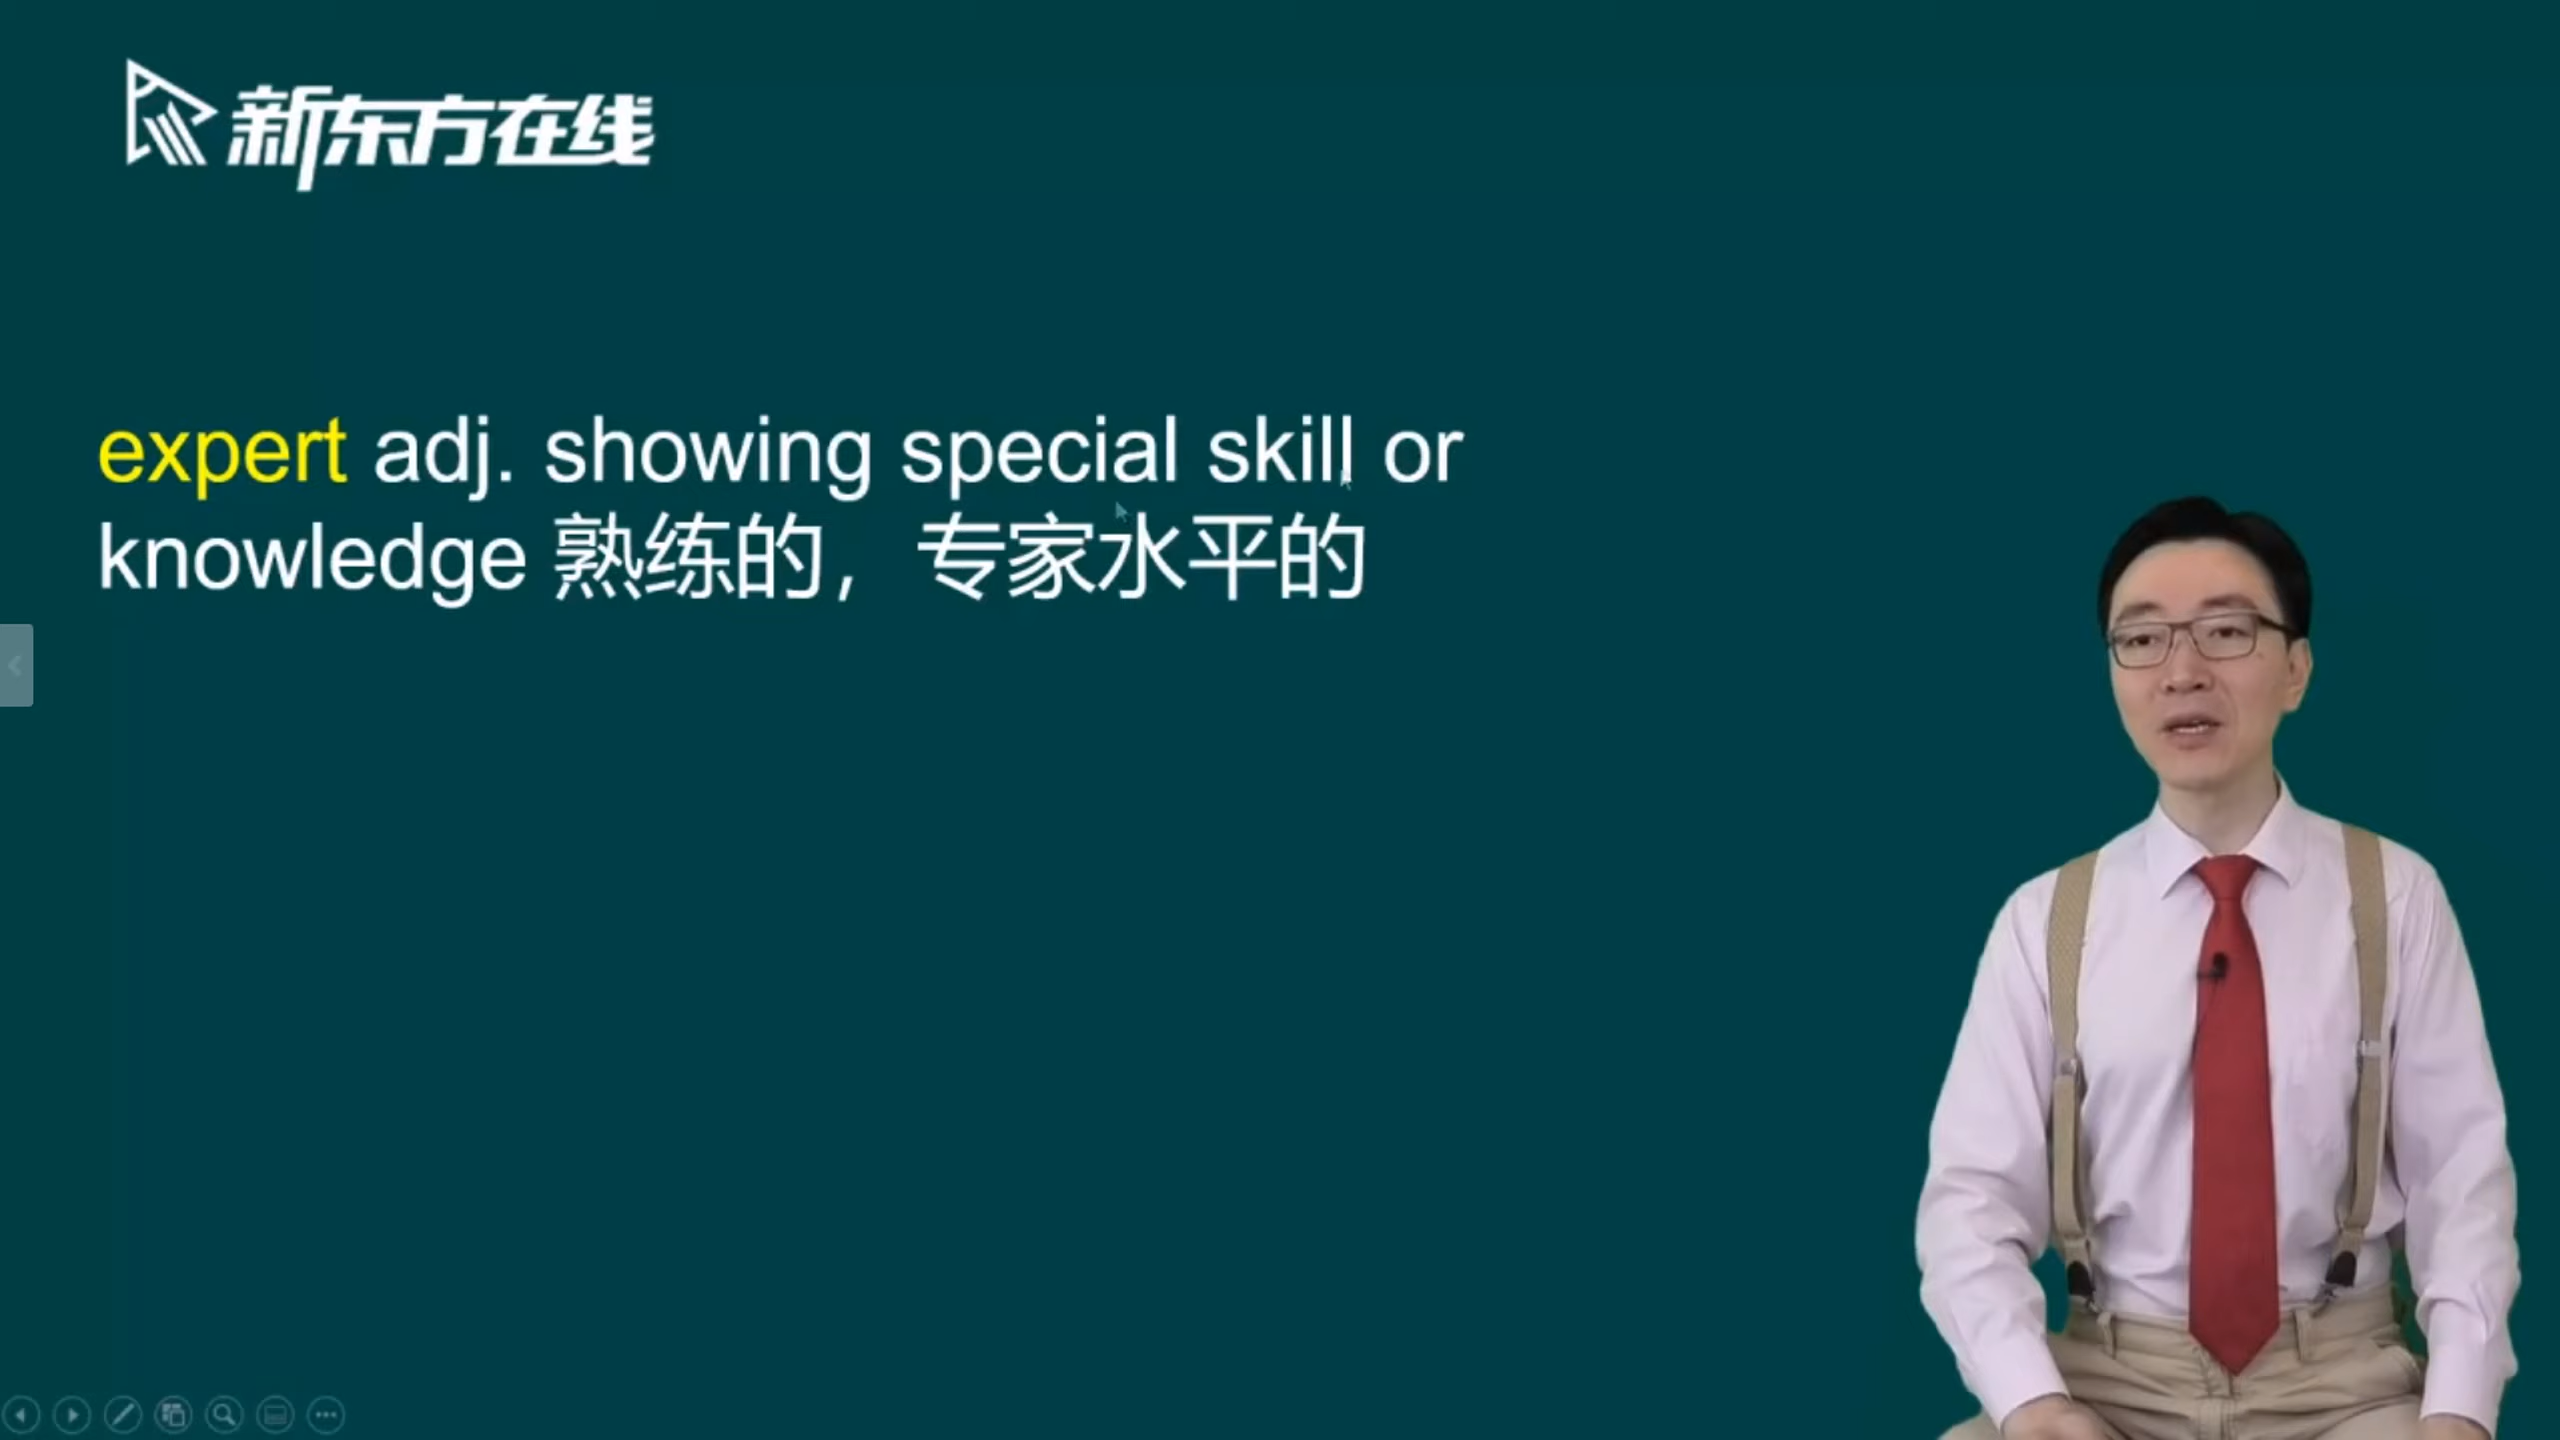 新东方在线
expert adj. showing special skill or
knowledge 熟练的，专家水平的